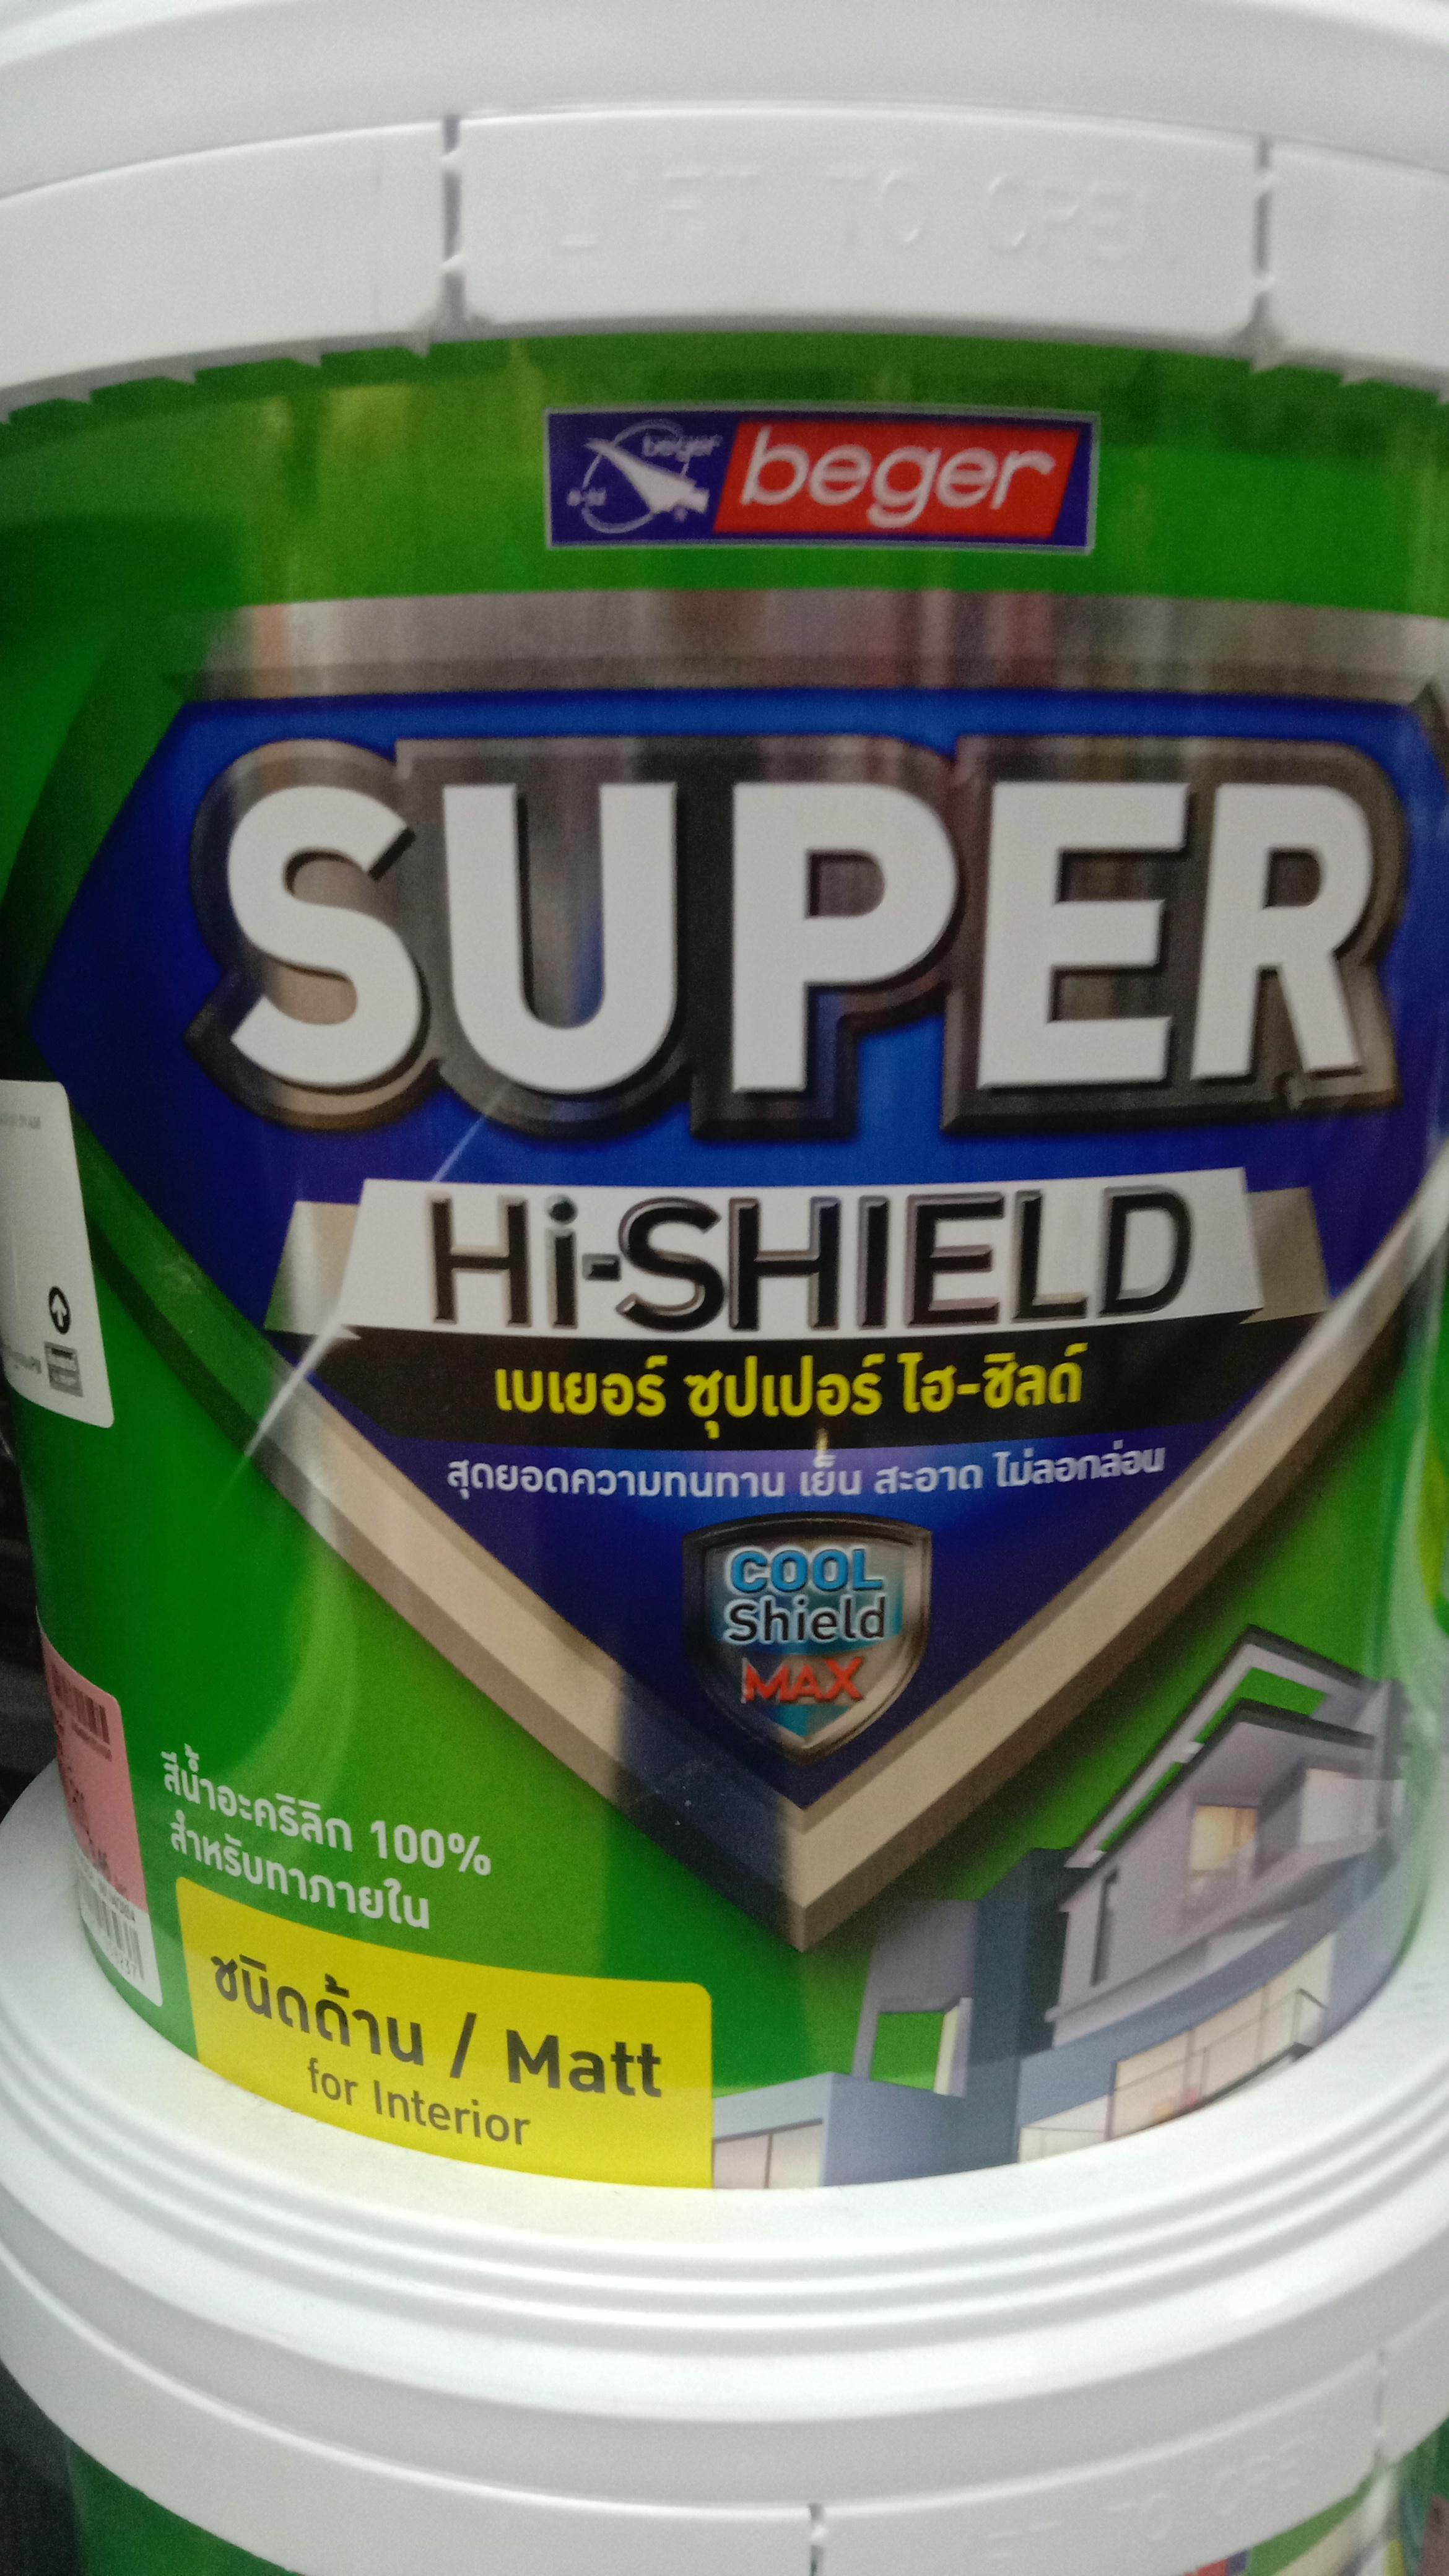 LIFT TO OPEN
beger
beger
SUPER
Hi-SHIELD
เบเยอร์ ซุปเปอร์ ไฮ-ชิลด์
สุดยอดความทนทาน เย็น สะอาด ไม่ลอกล่อน
COOL
Shield
MAX
สีน้ำอะคริลิก 100%
สำหรับทาภายใน
ชนิดด้าน / Matt
for Interior